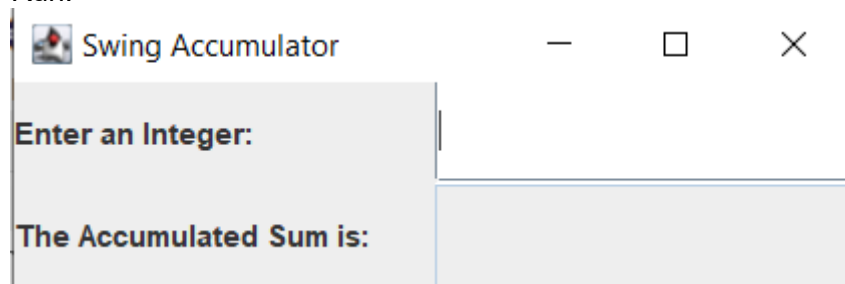 Swing Accumulator
Enter an Integer:
The Accumulated Sum is: